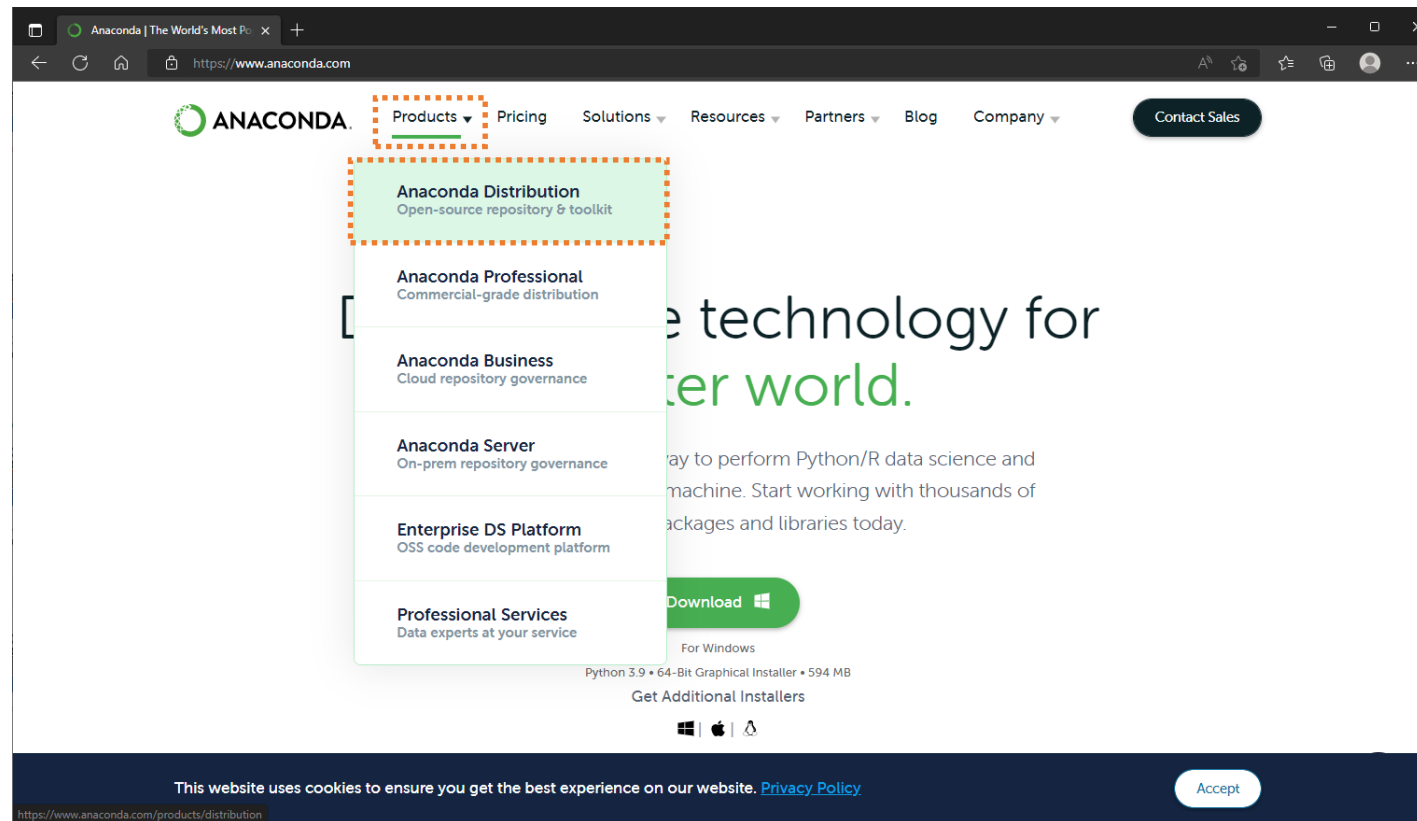 Anaconda | The World's Most Po
https://www.anaconda.com
ANACONDA.
Products
Pricing
Solutions
Resources
Partners
Blog
Company
Contact Sales
Anaconda Distribution
Open-source repository & toolkit
Anaconda Professional
Commercial-grade distribution
Anaconda Business
Cloud repository governance
Anaconda Server
On-prem repository governance
Enterprise DS Platform
OSS code development platform
Professional Services
Data experts at your service
technology for
world.
to perform Python/R data science and
machine. Start working with thousands of
and libraries today.
Download
For Windows
Python 3.9 • 64-Bit Graphical Installer • 594 MB
Get Additional Installers
This website uses cookies to ensure you get the best experience on our website. Privacy Policy
Accept
https://www.anaconda.com/products/distribution